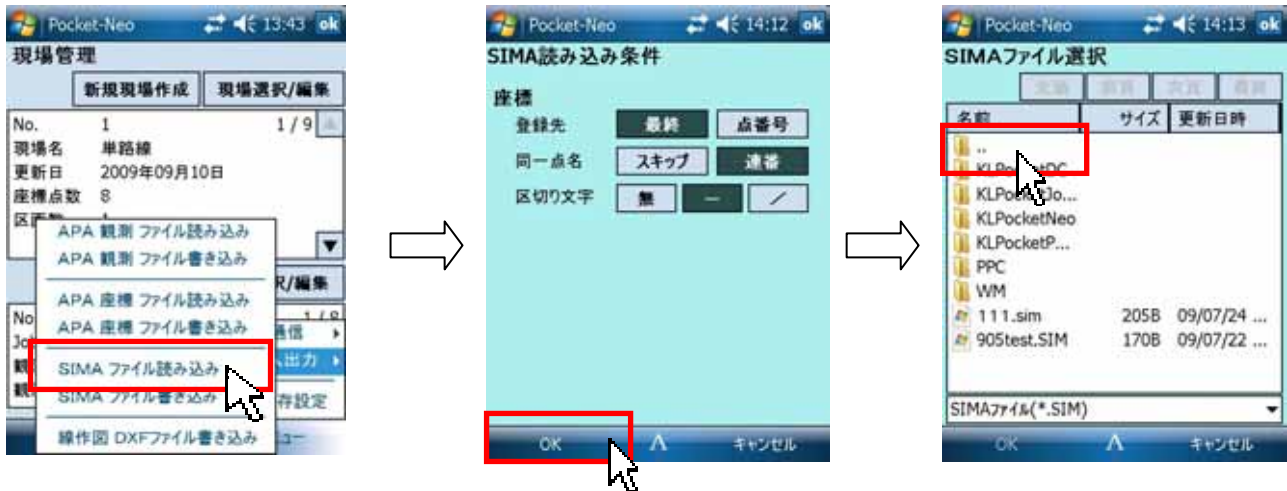 Pocket-Neo 13:43 ok
現場管理
新規現場作成 現場選択/編集
No. 1 1/9
現場名 単路線
更新日 2009年09月10日
座標点数 8
APA 観測 ファイル読み込み
APA 観測 ファイル書き込み
APA 座標 ファイル読み込み
APA 座標 ファイル書き込み
SIMA ファイル読み込み
SIMA ファイル書き込み
線作図 DXFファイル書き込み
Pocket-Neo 14:12 ok
SIMA読み込み条件
座標
登録先 最終 点番号
同一点名 スキップ 連番
区切り文字 無 － ／
OK キャンセル
Pocket-Neo 14:13 ok
SIMAファイル選択
名前 サイズ 更新日時
..
KLPocketNeo
KLPocketP...
PPC
WM
111.sim 205B 09/07/24 ...
905test.SIM 170B 09/07/22 ...
SIMAファイル(*.SIM)
OK キャンセル